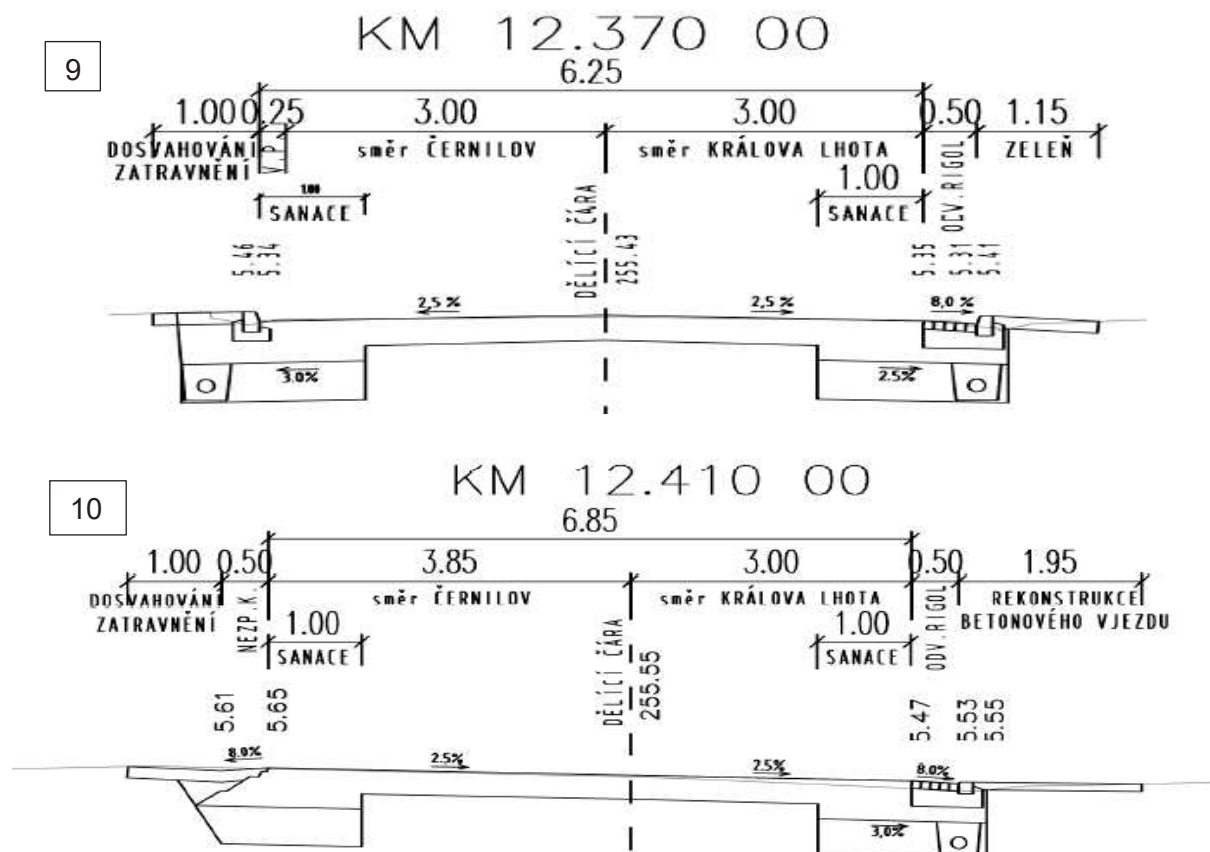 9
KM 12.370 00
6.25
1.00 0.25 3.00 3.00 0.50 1.15
DOSVAHOVÁNÍ
ZATRAVNĚNÍ
V.P.
směr ČERNILOV
směr KRÁLOVA LHOTA
ZELEŇ
1.00
SANACE
1.00
SANACE
DĚLÍCÍ ČÁRA
255.43
5.46
5.34
5.35
5.31
5.41
2,5 %
2,5 %
8,0 %
3.0%
2.5%
10
KM 12.410 00
6.85
1.00 0.50 3.85 3.00 0.50 1.95
DOSVAHOVÁNÍ
ZATRAVNĚNÍ
NEZP.K.
směr ČERNILOV
směr KRÁLOVA LHOTA
ODV.RIGOL
REKONSTRUKCE
BETONOVÉHO VJEZDU
1.00
SANACE
1.00
SANACE
DĚLÍCÍ ČÁRA
255.55
5.61
5.65
5.47
5.53
5.55
8.0%
2.5%
2.5%
8.0%
3,0%